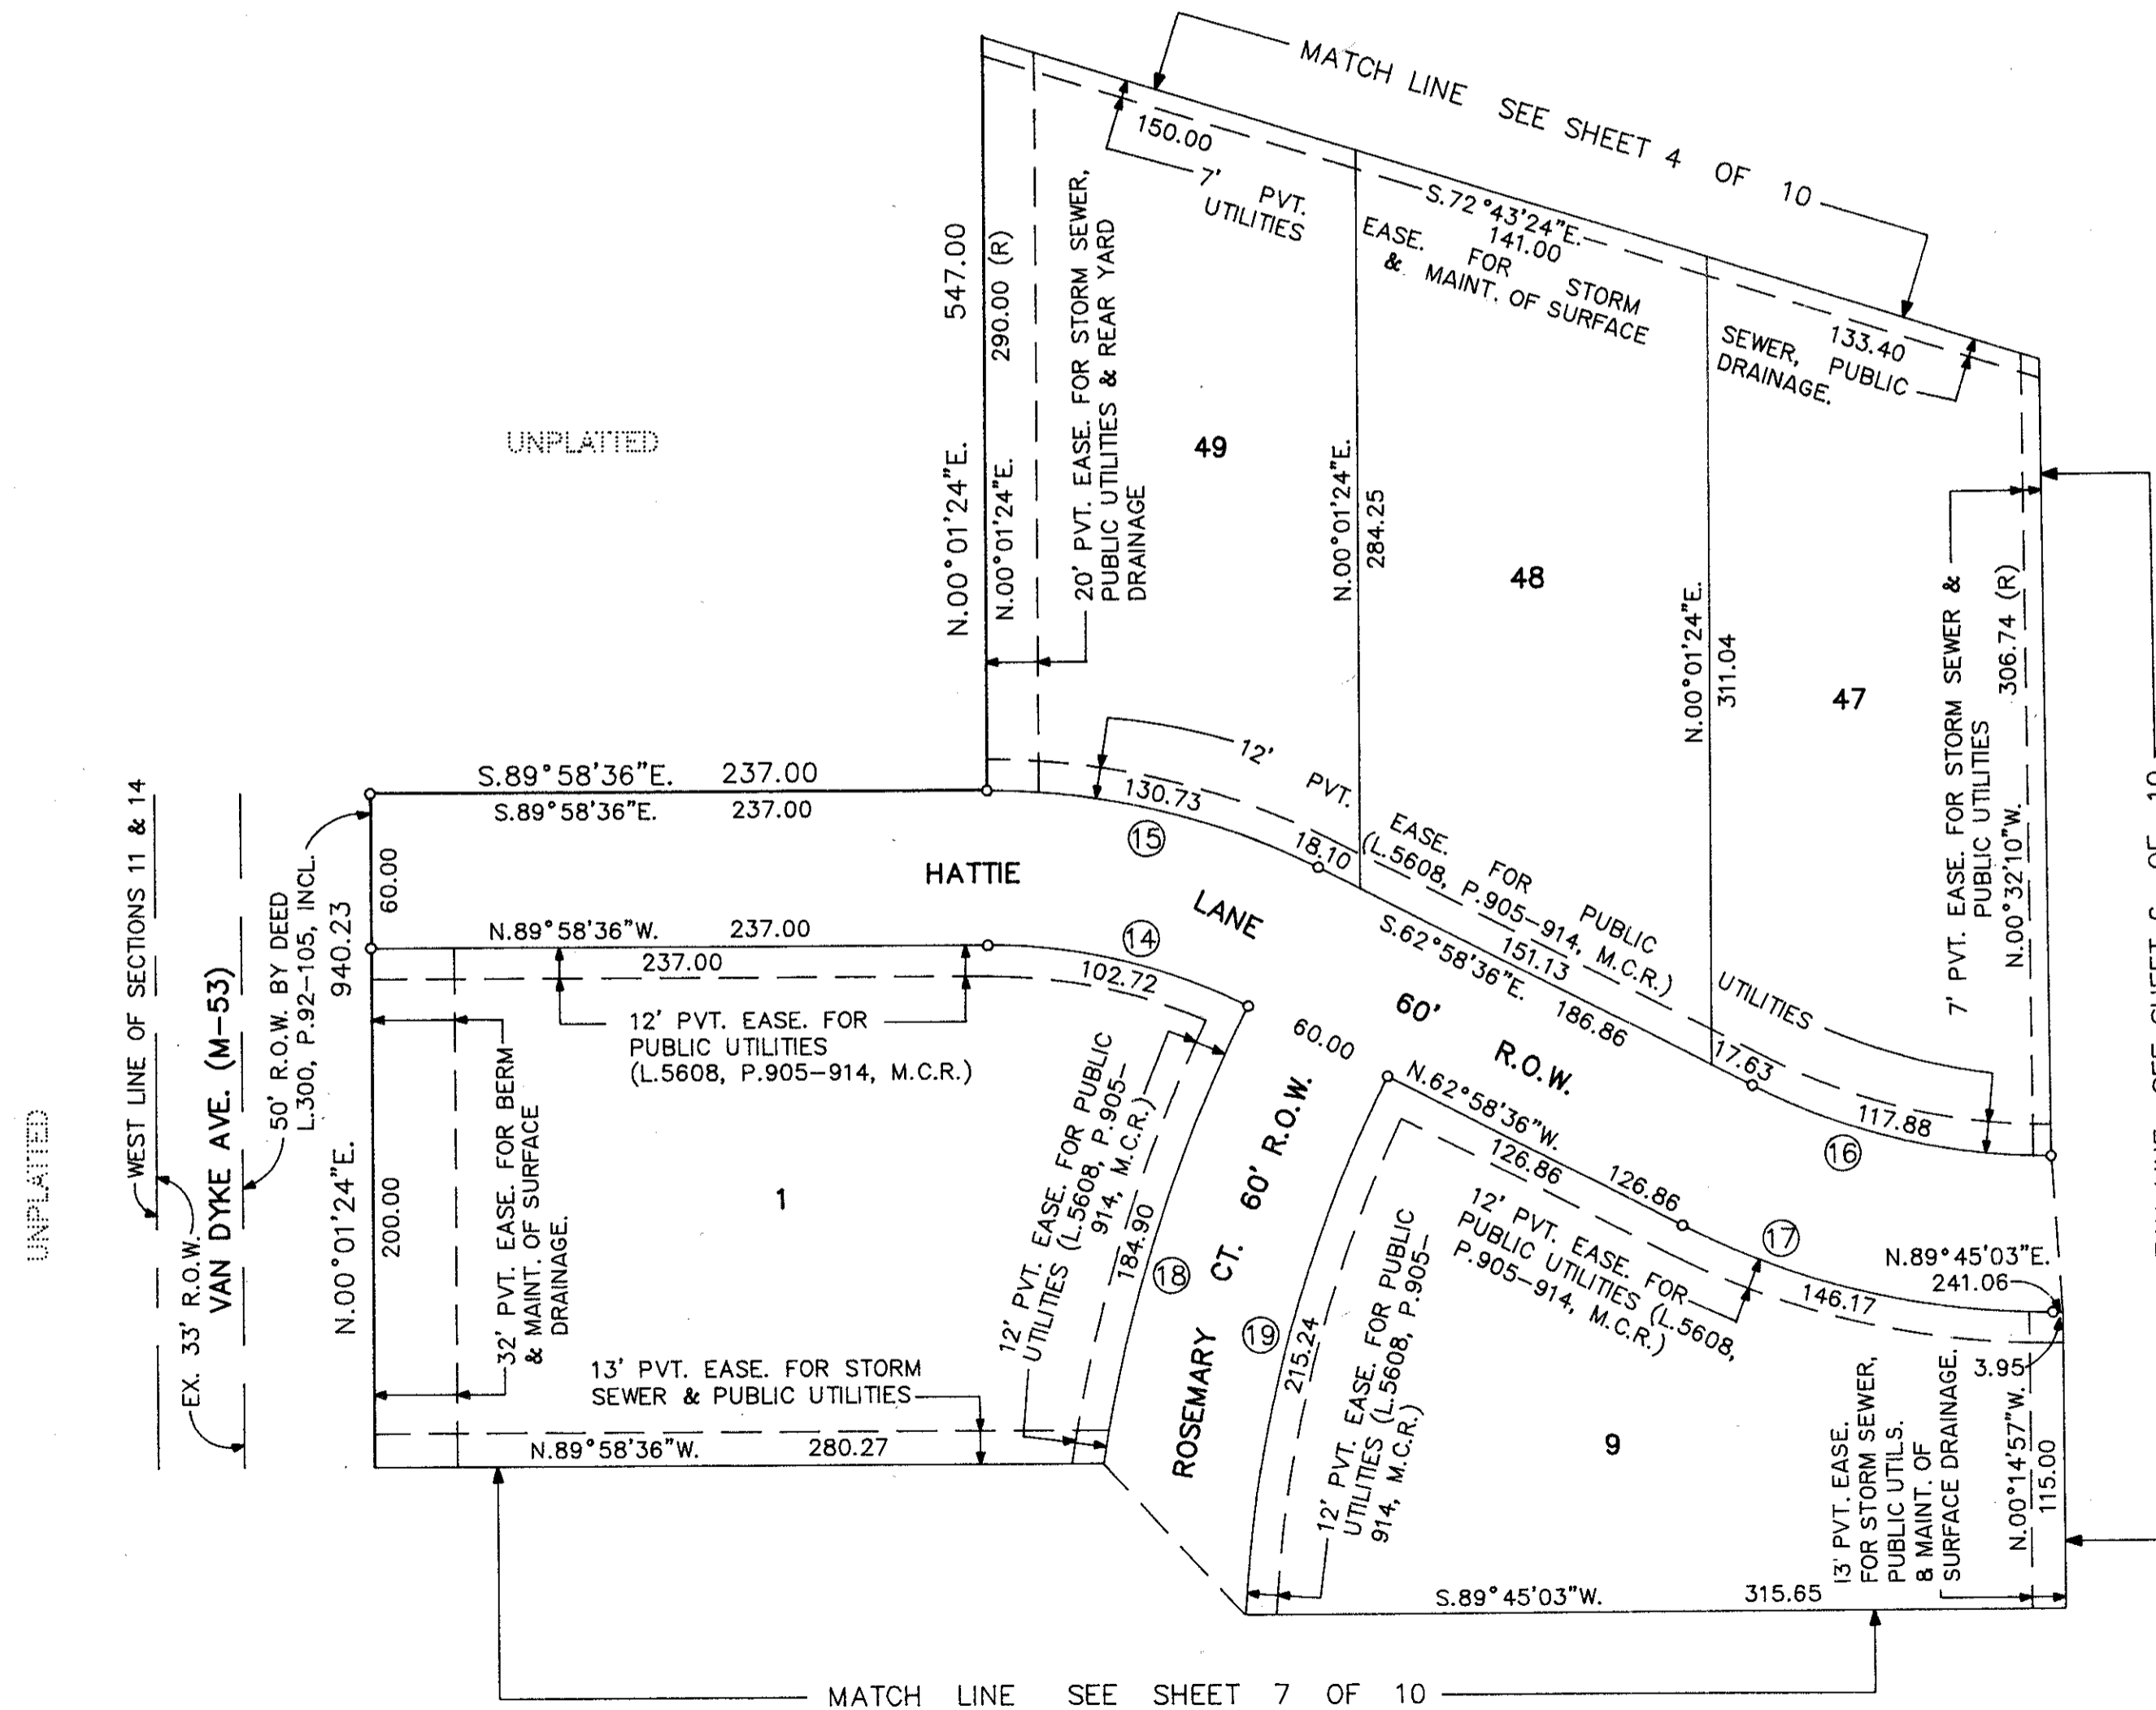 MATCH LINE SEE SHEET 4 OF 10
150.00
7' PVT.
UTILITIES
S.72°43'24"E.
141.00
EASE. FOR STORM
& MAINT. OF SURFACE
133.40
SEWER, PUBLIC
DRAINAGE.
547.00
N.00°01'24"E.
290.00 (R)
N.00°01'24"E.
20' PVT. EASE. FOR STORM SEWER,
PUBLIC UTILITIES & REAR YARD
DRAINAGE
UNPLATTED
49
N.00°01'24"E.
284.25
48
N.00°01'24"E.
311.04
47
7' PVT. EASE. FOR STORM SEWER &
PUBLIC UTILITIES
N.00°32'10"W. 306.74 (R)
S.89°58'36"E. 237.00
S.89°58'36"E. 237.00
12' PVT. EASE. FOR PUBLIC UTILITIES
(L.5608, P.905-914, M.C.R.)
130.73
15
18.10
HATTIE LANE
60.00
N.89°58'36"W. 237.00
237.00
14
102.72
S.62°58'36"E. 186.86
151.13
17.63
117.88
16
60' R.O.W.
60.00
WEST LINE OF SECTIONS 11 & 14
EX. 33' R.O.W.
VAN DYKE AVE. (M-53)
50' R.O.W. BY DEED
L.300, P.92-105, INCL.
940.23
N.00°01'24"E.
200.00
UNPLATTED
12' PVT. EASE. FOR
PUBLIC UTILITIES
(L.5608, P.905-914, M.C.R.)
32' PVT. EASE. FOR BERM
& MAINT. OF SURFACE
DRAINAGE.
1
12' PVT. EASE. FOR PUBLIC
UTILITIES (L.5608, P.905-
914, M.C.R.)
184.90
18
ROSEMARY CT. 60' R.O.W.
19
215.24
N.62°58'36"W.
126.86
126.86
12' PVT. EASE. FOR
PUBLIC UTILITIES (L.5608,
P.905-914, M.C.R.)
17
146.17
N.89°45'03"E.
241.06
3.95
12' PVT. EASE. FOR PUBLIC
UTILITIES (L.5608, P.905-
914, M.C.R.)
9
13' PVT. EASE.
FOR STORM SEWER,
PUBLIC UTILS.
& MAINT. OF
SURFACE DRAINAGE.
N.00°14'57"W.
115.00
13' PVT. EASE. FOR STORM
SEWER & PUBLIC UTILITIES
N.89°58'36"W. 280.27
S.89°45'03"W. 315.65
MATCH LINE SEE SHEET 7 OF 10